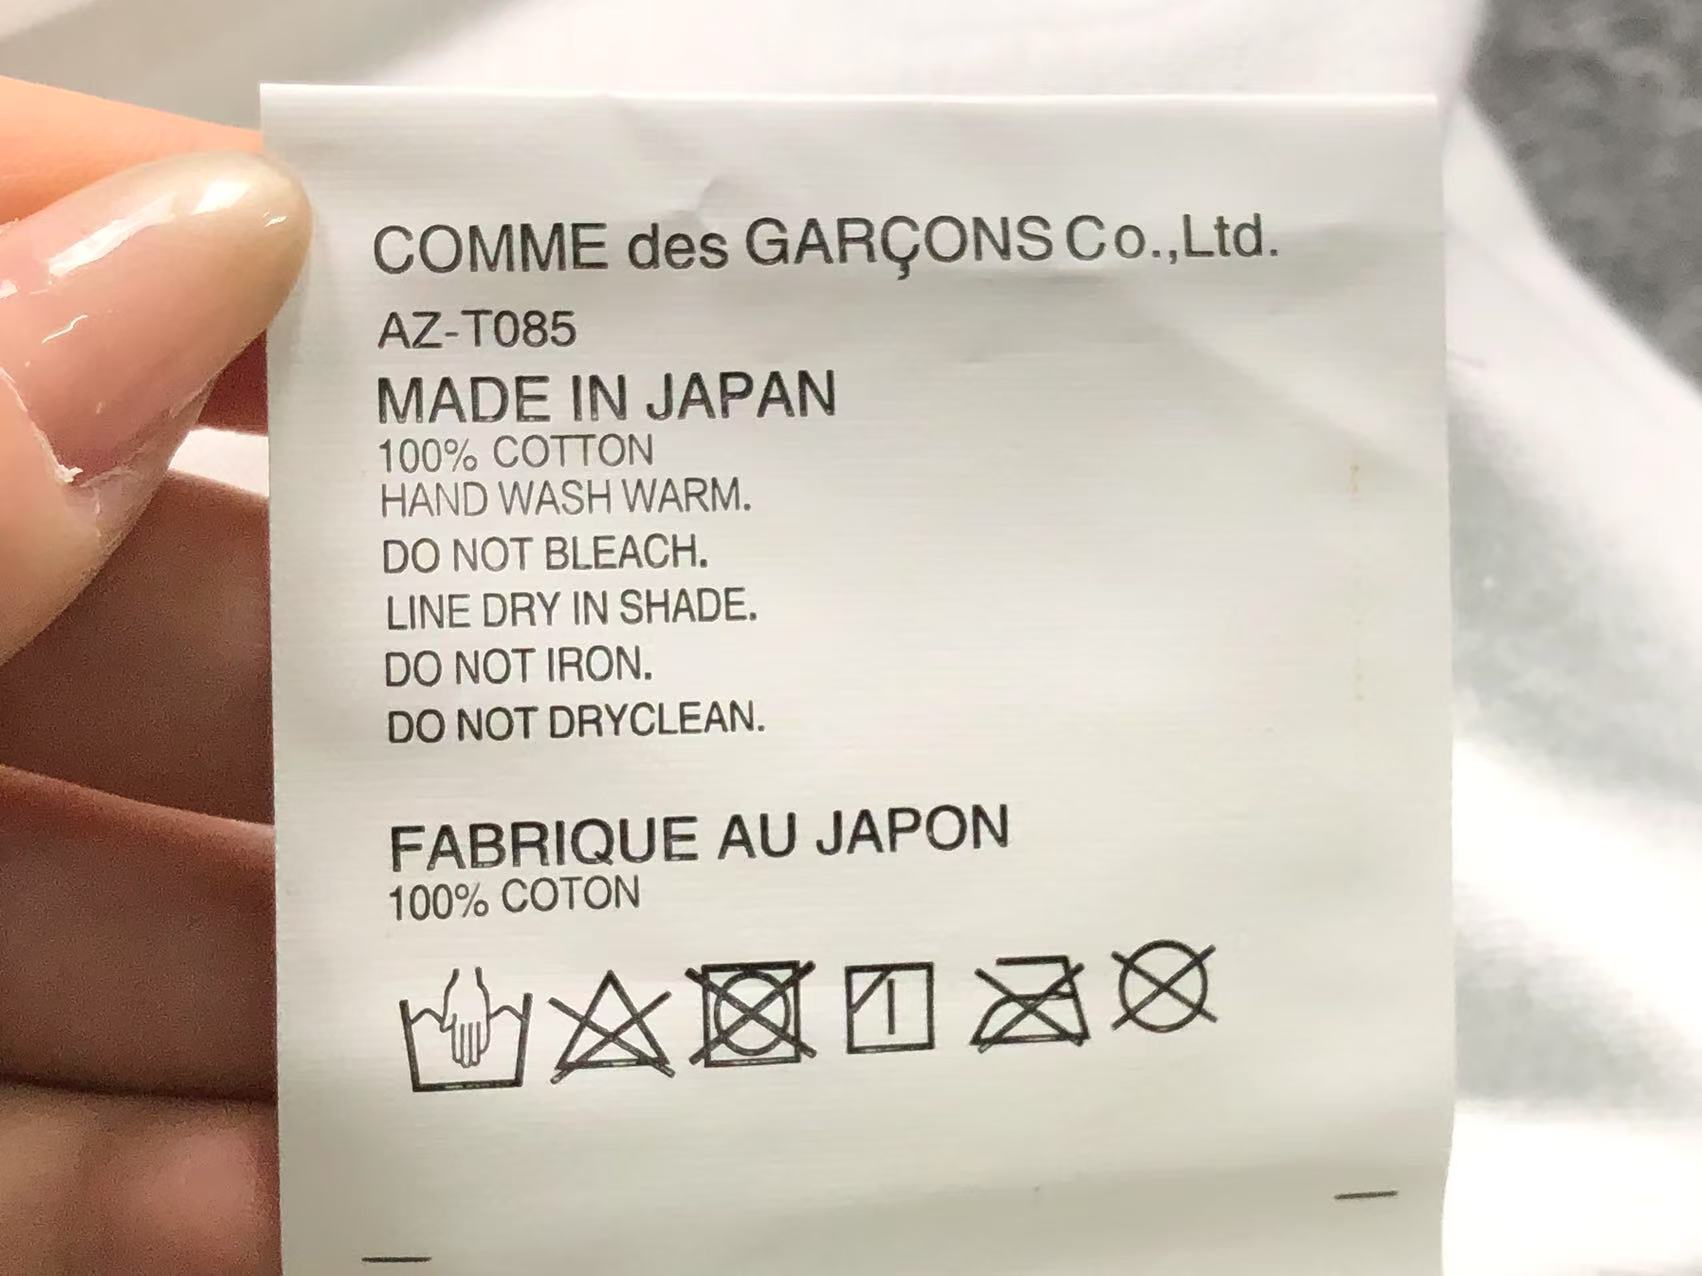 COMME des GARÇONS Co.,Ltd.
AZ-T085
MADE IN JAPAN
100% COTTON
HAND WASH WARM.
DO NOT BLEACH.
LINE DRY IN SHADE.
DO NOT IRON.
DO NOT DRYCLEAN.
FABRIQUE AU JAPON
100% COTON